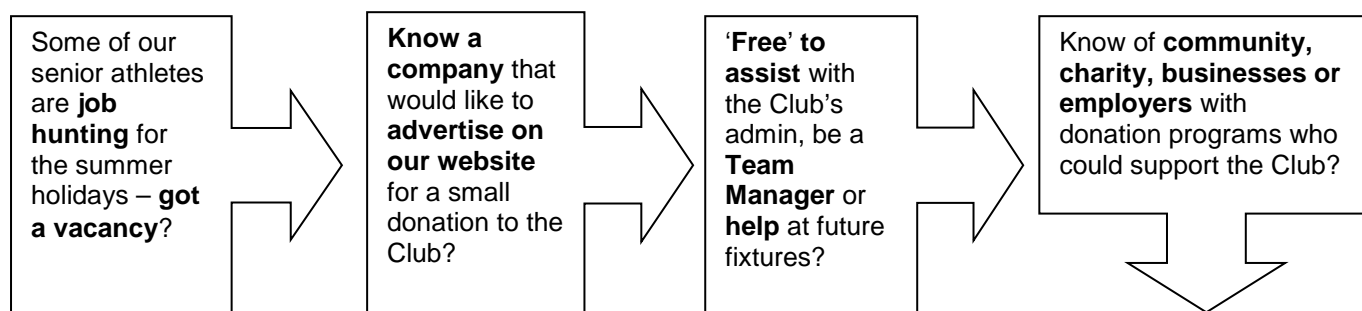 Some of our
senior athletes
are job
hunting for
the summer
holidays – got
a vacancy?
Know a
company that
would like to
advertise on
our website
for a small
donation to the
Club?
‘Free’ to
assist with
the Club’s
admin, be a
Team
Manager or
help at future
fixtures?
Know of community,
charity, businesses or
employers with
donation programs who
could support the Club?